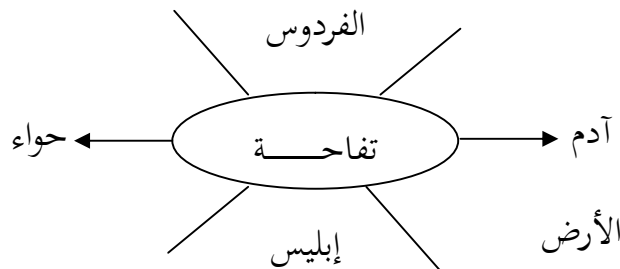 الفردوس
آدم
حواء
تفاحـــــة
الأرض
إبليس